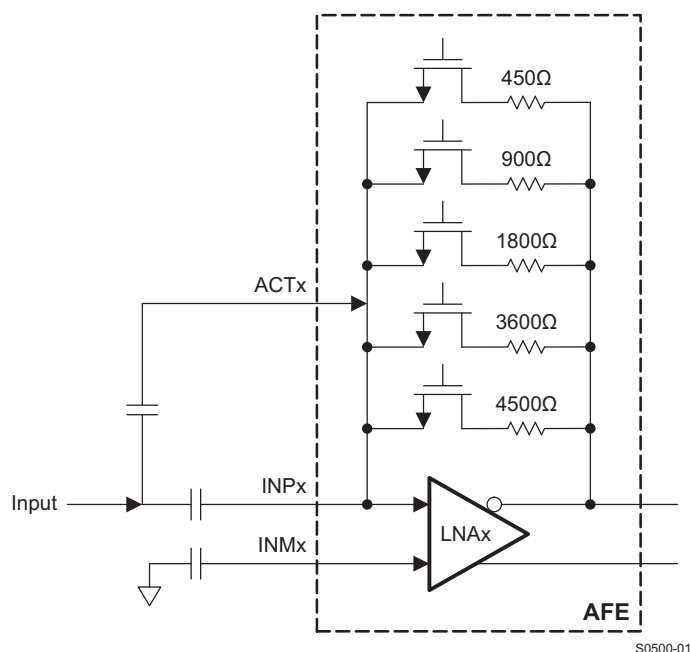 450Ω
900Ω
1800Ω
ACTx
3600Ω
4500Ω
Input
INPx
LNAx
INMx
AFE
S0500-01